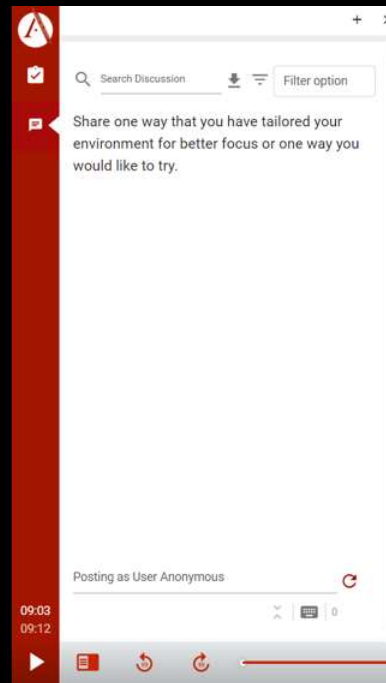 Search Discussion
Filter option
Share one way that you have tailored your
environment for better focus or one way you
would like to try.
Posting as User Anonymous
0
09:03
09:12